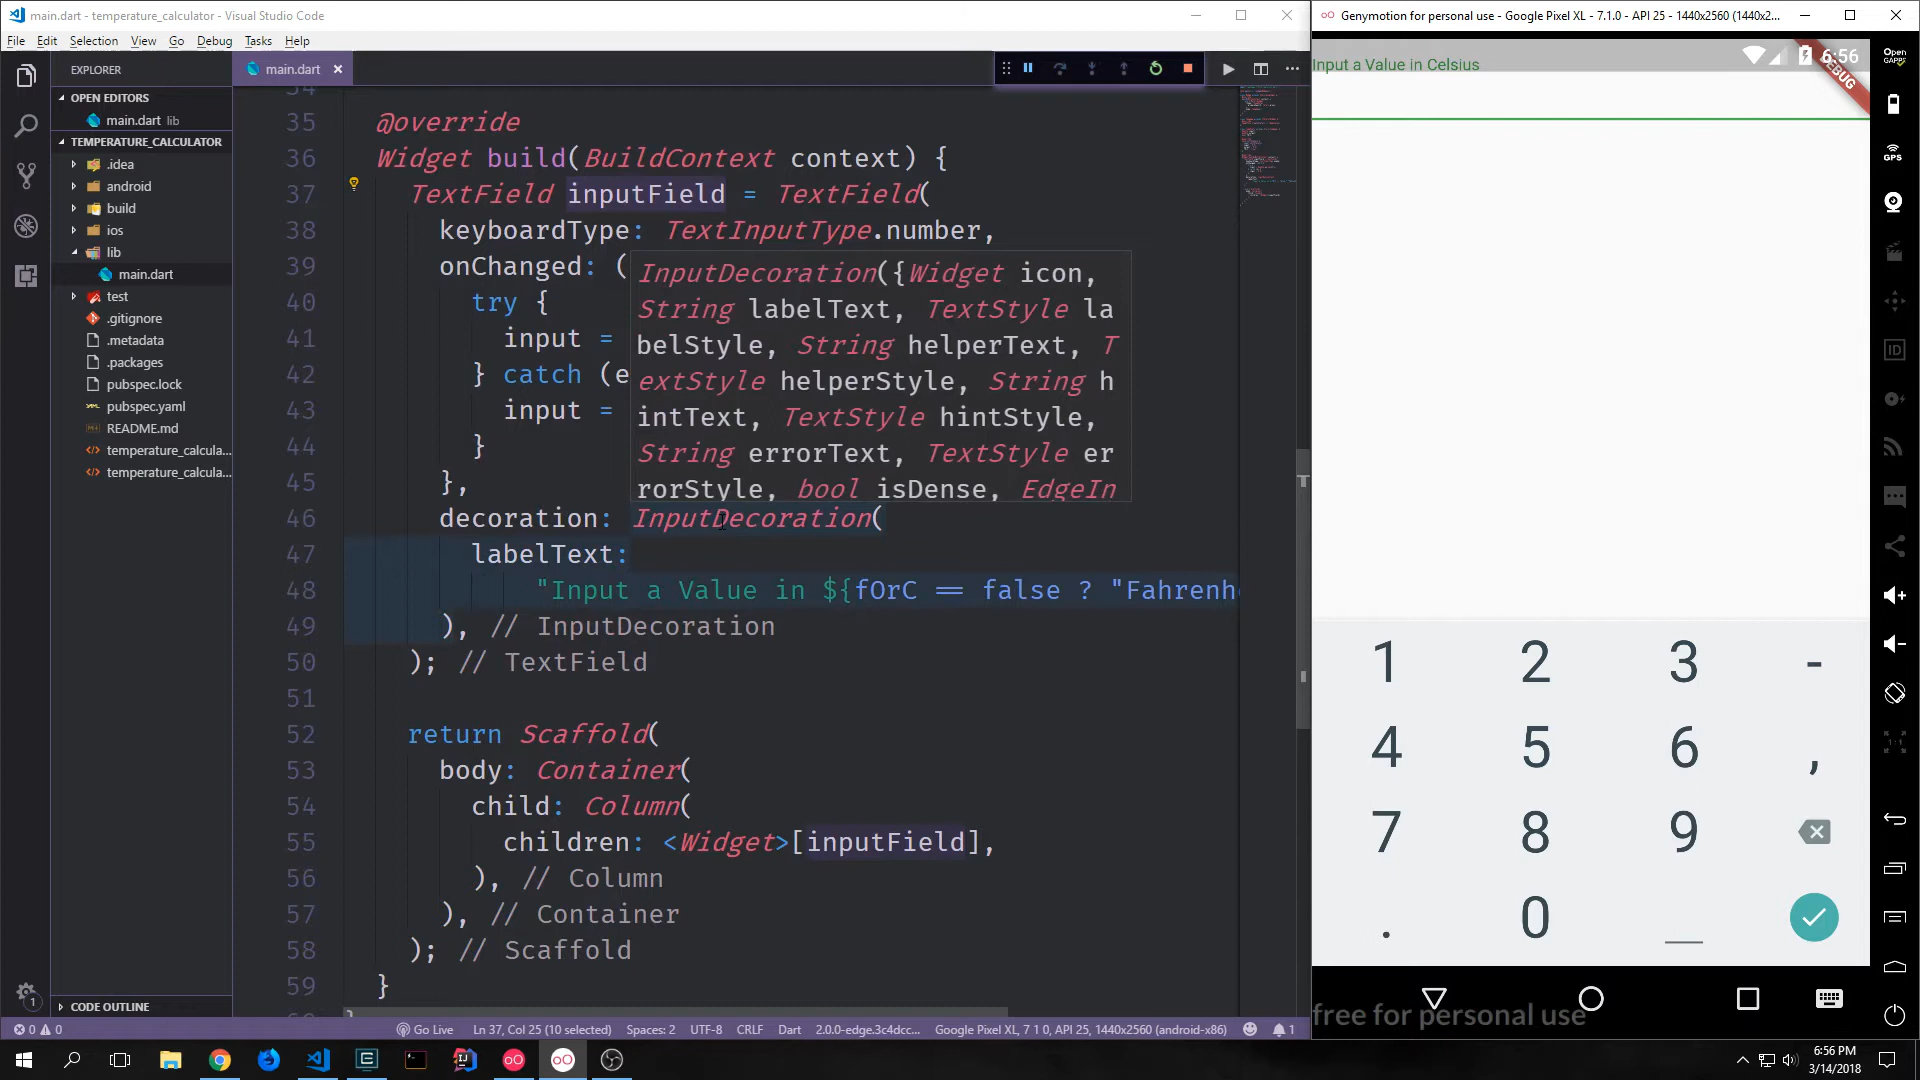 main.dart - temperature_calculator - Visual Studio Code
File Edit Selection View Go Debug Tasks Help
EXPLORER
OPEN EDITORS
main.dart lib
TEMPERATURE_CALCULATOR
.idea
android
build
ios
lib
main.dart
test
.gitignore
.metadata
.packages
pubspec.lock
pubspec.yaml
README.md
temperature_calcula...
temperature_calcula...
CODE OUTLINE
main.dart
35 @override
36 Widget build(BuildContext context) {
37 TextField inputField = TextField(
38 keyboardType: TextInputType.number,
39 onChanged: (
40 try {
41 input =
42 } catch (e
43 input =
44 }
45 },
46 decoration: InputDecoration(
47 labelText:
48 "Input a Value in ${fOrC == false ? "Fahrenh
49 ), // InputDecoration
50 ); // TextField
51
52 return Scaffold(
53 body: Container(
54 child: Column(
55 children: <Widget>[inputField],
56 ), // Column
57 ), // Container
58 ); // Scaffold
59 }
InputDecoration({Widget icon,
String labelText, TextStyle la
belStyle, String helperText, T
extStyle helperStyle, String h
intText, TextStyle hintStyle,
String errorText, TextStyle er
rorStyle, bool isDense, EdgeIn
0 0 Go Live Ln 37, Col 25 (10 selected) Spaces: 2 UTF-8 CRLF Dart 2.0.0-edge.3c4dcc... Google Pixel XL, 7 1 0, API 25, 1440x2560 (android-x86) 1
Genymotion for personal use - Google Pixel XL - 7.1.0 - API 25 - 1440x2560 (1440x2...
6:56
DEBUG
Input a Value in Celsius
1 2 3 -
4 5 6 ,
7 8 9
. 0 _
free for personal use
Open
GAPPS
GPS
ID
1:1
6:56 PM
3/14/2018